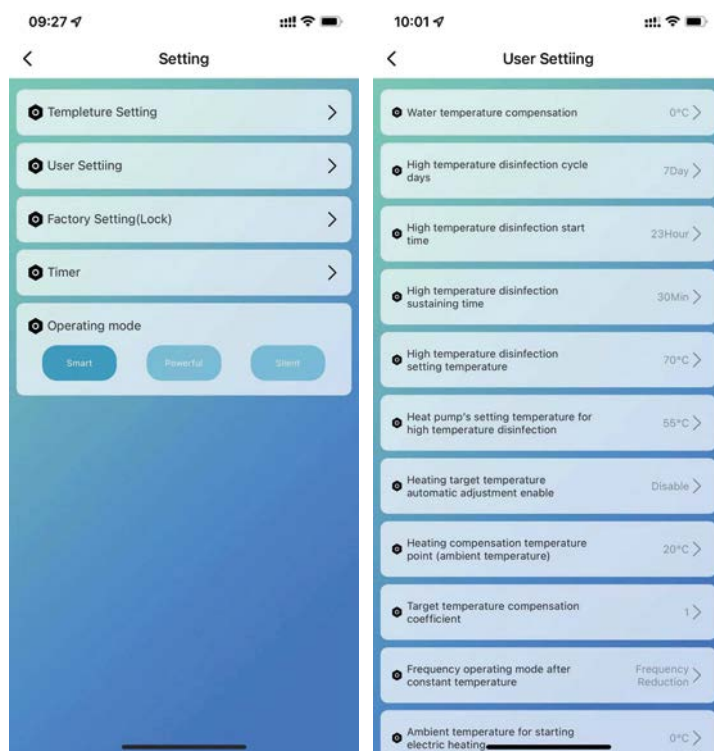 09:27
Setting
Templeture Setting
User Settiing
Factory Setting(Lock)
Timer
Operating mode
Smart
Powerful
Silent
10:01
User Settiing
Water temperature compensation
0°C
High temperature disinfection cycle
days
7Day
High temperature disinfection start
time
23Hour
High temperature disinfection
sustaining time
30Min
High temperature disinfection
setting temperature
70°C
Heat pump's setting temperature for
high temperature disinfection
55°C
Heating target temperature
automatic adjustment enable
Disable
Heating compensation temperature
point (ambient temperature)
20°C
Target temperature compensation
coefficient
1
Frequency operating mode after
constant temperature
Frequency
Reduction
Ambient temperature for starting
electric heating
0°C